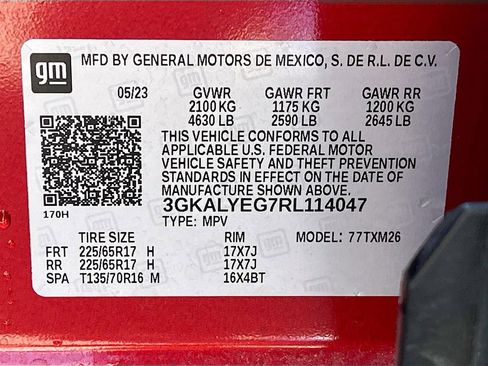 gm MFD BY GENERAL MOTORS DE MEXICO, S. DE R.L. DE C.V.
05/23 GVWR GAWR FRT GAWR RR
2100 KG 1175 KG 1200 KG
4630 LB 2590 LB 2645 LB
THIS VEHICLE CONFORMS TO ALL
APPLICABLE U.S. FEDERAL MOTOR
VEHICLE SAFETY AND THEFT PREVENTION
STANDARDS IN EFFECT ON THE DATE OF
MANUFACTURE SHOWN ABOVE.
170H 3GKALYEG7RL114047
TYPE: MPV
TIRE SIZE RIM MODEL: 77TXM26
FRT 225/65R17 H 17X7J
RR 225/65R17 H 17X7J
SPA T135/70R16 M 16X4BT